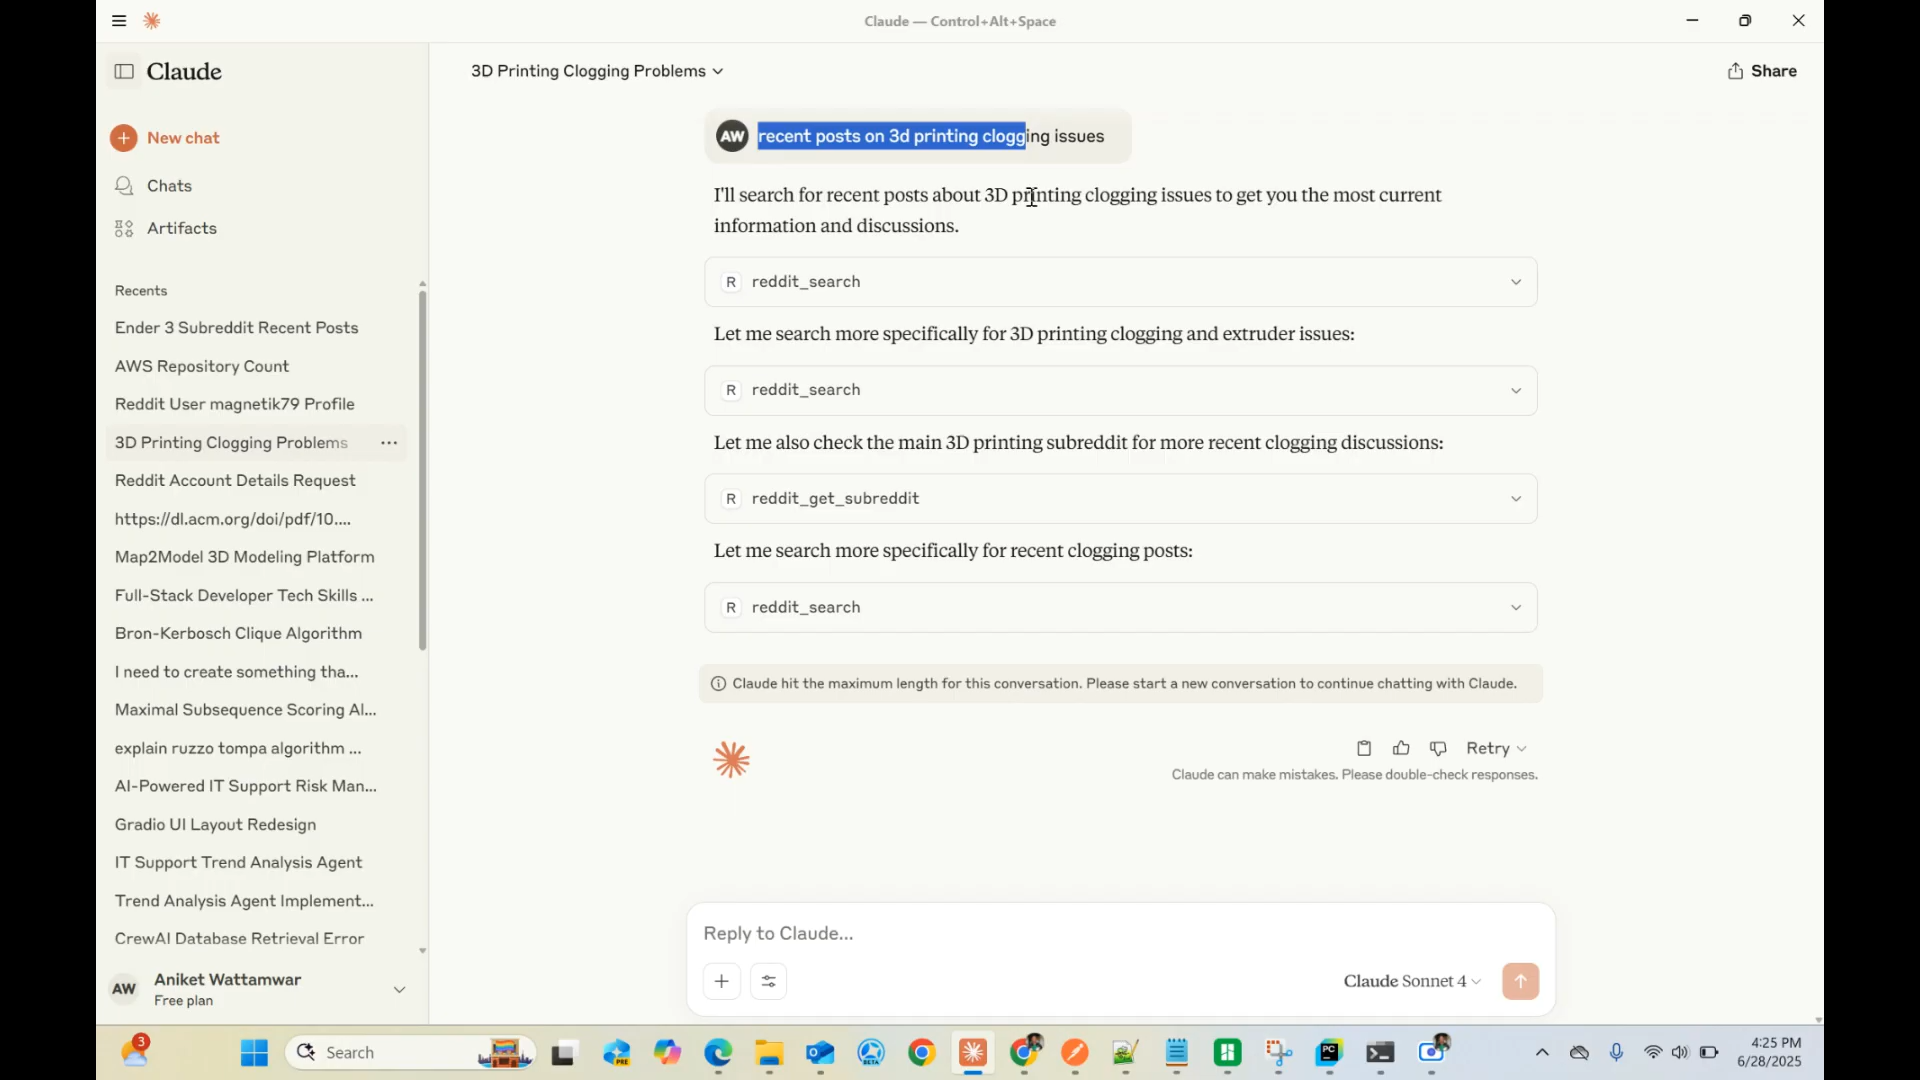 Claude — Control+Alt+Space
Claude
3D Printing Clogging Problems
Share
New chat
Chats
Artifacts
Recents
Ender 3 Subreddit Recent Posts
AWS Repository Count
Reddit User magnetik79 Profile
3D Printing Clogging Problems
Reddit Account Details Request
https://dl.acm.org/doi/pdf/10....
Map2Model 3D Modeling Platform
Full-Stack Developer Tech Skills ...
Bron-Kerbosch Clique Algorithm
I need to create something tha...
Maximal Subsequence Scoring Al...
explain ruzzo tompa algorithm ...
AI-Powered IT Support Risk Man...
Gradio UI Layout Redesign
IT Support Trend Analysis Agent
Trend Analysis Agent Implement...
CrewAI Database Retrieval Error
AW
Aniket Wattamwar
Free plan
AW
recent posts on 3d printing clogging issues
I'll search for recent posts about 3D printing clogging issues to get you the most current
information and discussions.
R reddit_search
Let me search more specifically for 3D printing clogging and extruder issues:
R reddit_search
Let me also check the main 3D printing subreddit for more recent clogging discussions:
R reddit_get_subreddit
Let me search more specifically for recent clogging posts:
R reddit_search
Claude hit the maximum length for this conversation. Please start a new conversation to continue chatting with Claude.
Retry
Claude can make mistakes. Please double-check responses.
Reply to Claude...
Claude Sonnet 4
3
Search
PRE
BETA
PC
4:25 PM
6/28/2025